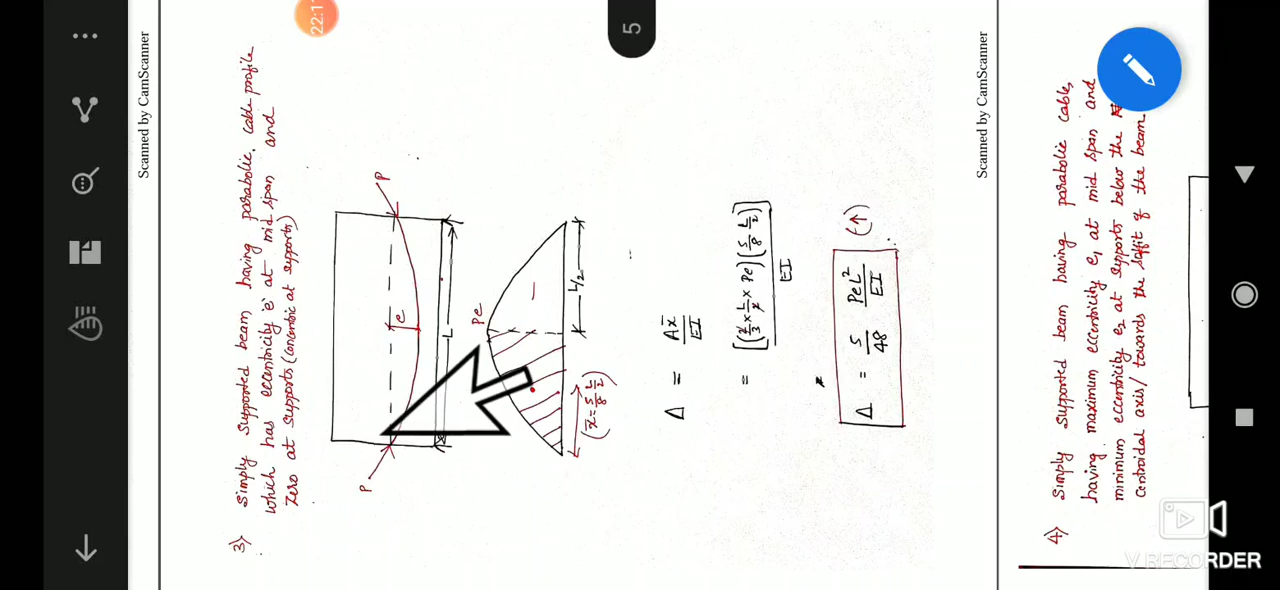 22:11
5
Scanned by CamScanner
3) Simply supported beam having parabolic cable profile
which has eccentricity 'e' at mid span and
zero at supports (concentric at supports)
P
P
e
L
Pe
-
L/2
(x̄ = 5/8 L/2)
Δ = Ax̄/EI
= [(2/3 x L/2 x Pe)(5/8 L/2)]/EI
Δ = 5/48 PeL²/EI (↑)
Scanned by CamScanner
4) Simply supported beam having parabolic cable,
having maximum eccentricity e₁ at mid span and
minimum eccentricity e₂ at supports below the
centroidal axis/ towards the soffit of the beam
V RECORDER